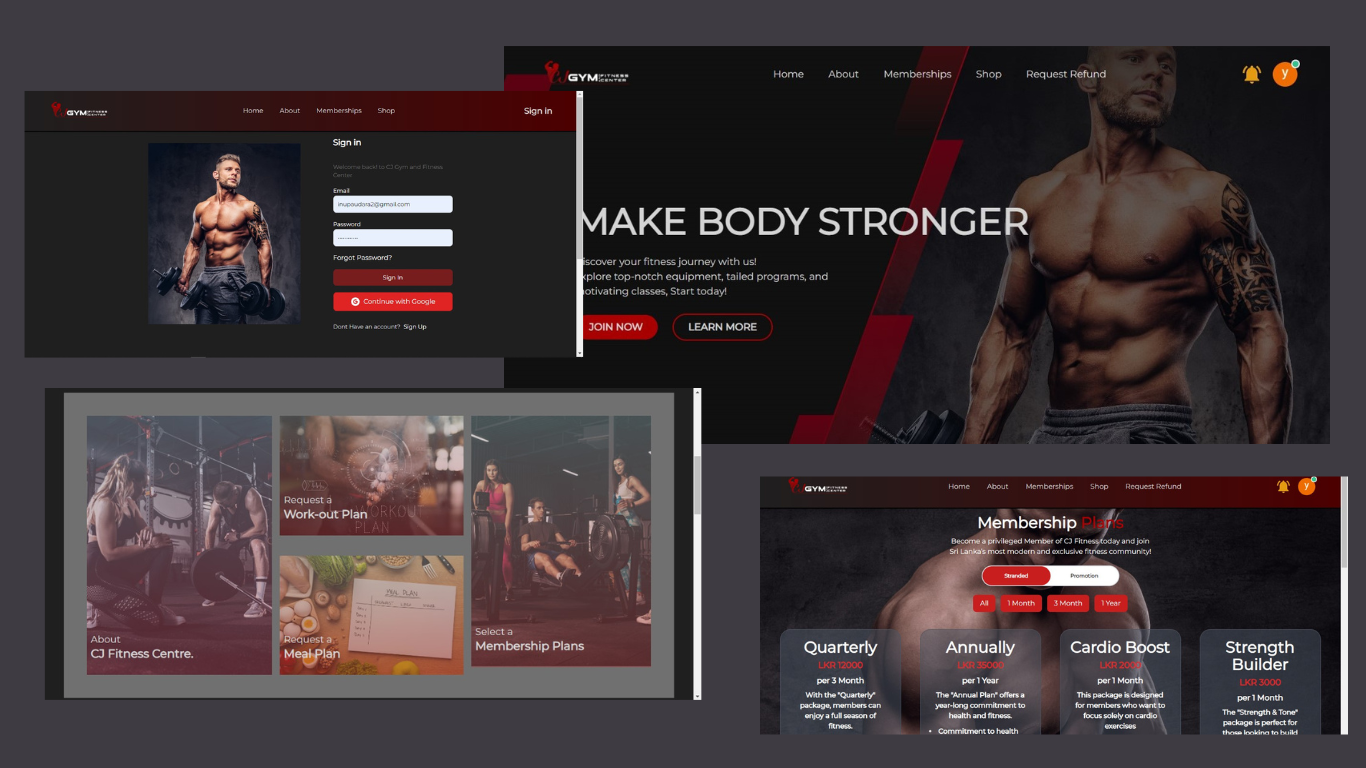 GYM FITNESS CENTER
Home About Memberships Shop Request Refund
y
MAKE BODY STRONGER
iscover your fitness journey with us!
xplore top-notch equipment, tailed programs, and
otivating classes, Start today!
JOIN NOW LEARN MORE
GYM FITNESS CENTER
Home About Memberships Shop Sign in
Sign in
Welcome back! to CJ Gym and Fitness
Center
Email
inupaudora2@gmail.com
Password
Forgot Password?
Sign In
G Continue with Google
Dont Have an account? Sign Up
About
CJ Fitness Centre.
Request a
Work-out Plan
WORKOUT
PLAN
Request a
Meal Plan
MEAL PLAN
Select a
Membership Plans
GYM FITNESS CENTER
Home About Memberships Shop Request Refund
y
Membership Plans
Become a privileged Member of CJ Fitness today and join
Sri Lanka's most modern and exclusive fitness community!
Stranded Promotion
All 1 Month 3 Month 1 Year
Quarterly
LKR 12000
per 3 Month
With the "Quarterly"
package, members can
enjoy a full season of
fitness.
Annually
LKR 35000
per 1 Year
The "Annual Plan" offers a
year-long commitment to
health and fitness.
• Commitment to health
Cardio Boost
LKR 2000
per 1 Month
This package is designed
for members who want to
focus solely on cardio
exercises
Strength
Builder
LKR 3000
per 1 Month
The "Strength & Tone"
package is perfect for
those looking to build